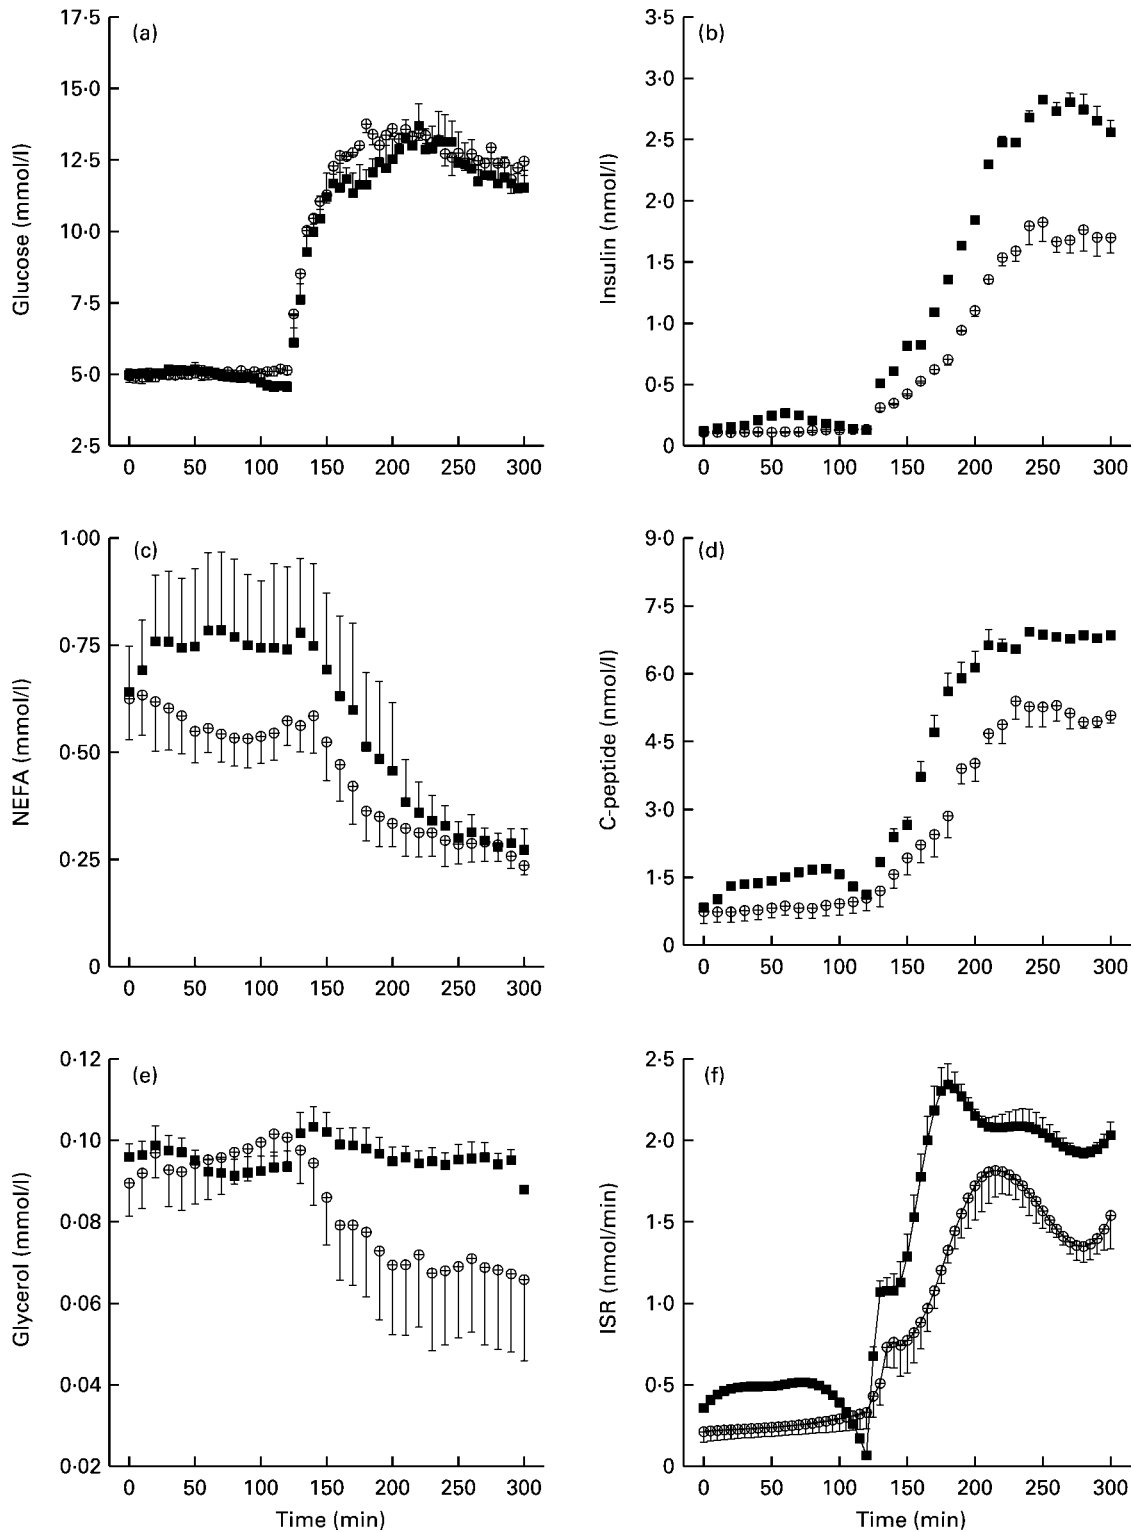 (a)
Glucose (mmol/l)
17·5
15·0
12·5
10·0
7·5
5·0
2·5
0 50 100 150 200 250 300
(b)
Insulin (nmol/l)
3·5
3·0
2·5
2·0
1·5
1·0
0·5
0
0 50 100 150 200 250 300
(c)
NEFA (mmol/l)
1·00
0·75
0·50
0·25
0
0 50 100 150 200 250 300
(d)
C-peptide (nmol/l)
9·0
7·5
6·0
4·5
3·0
1·5
0
0 50 100 150 200 250 300
(e)
Glycerol (mmol/l)
0·12
0·10
0·08
0·06
0·04
0·02
0 50 100 150 200 250 300
Time (min)
(f)
ISR (nmol/min)
2·5
2·0
1·5
1·0
0·5
0
0 50 100 150 200 250 300
Time (min)